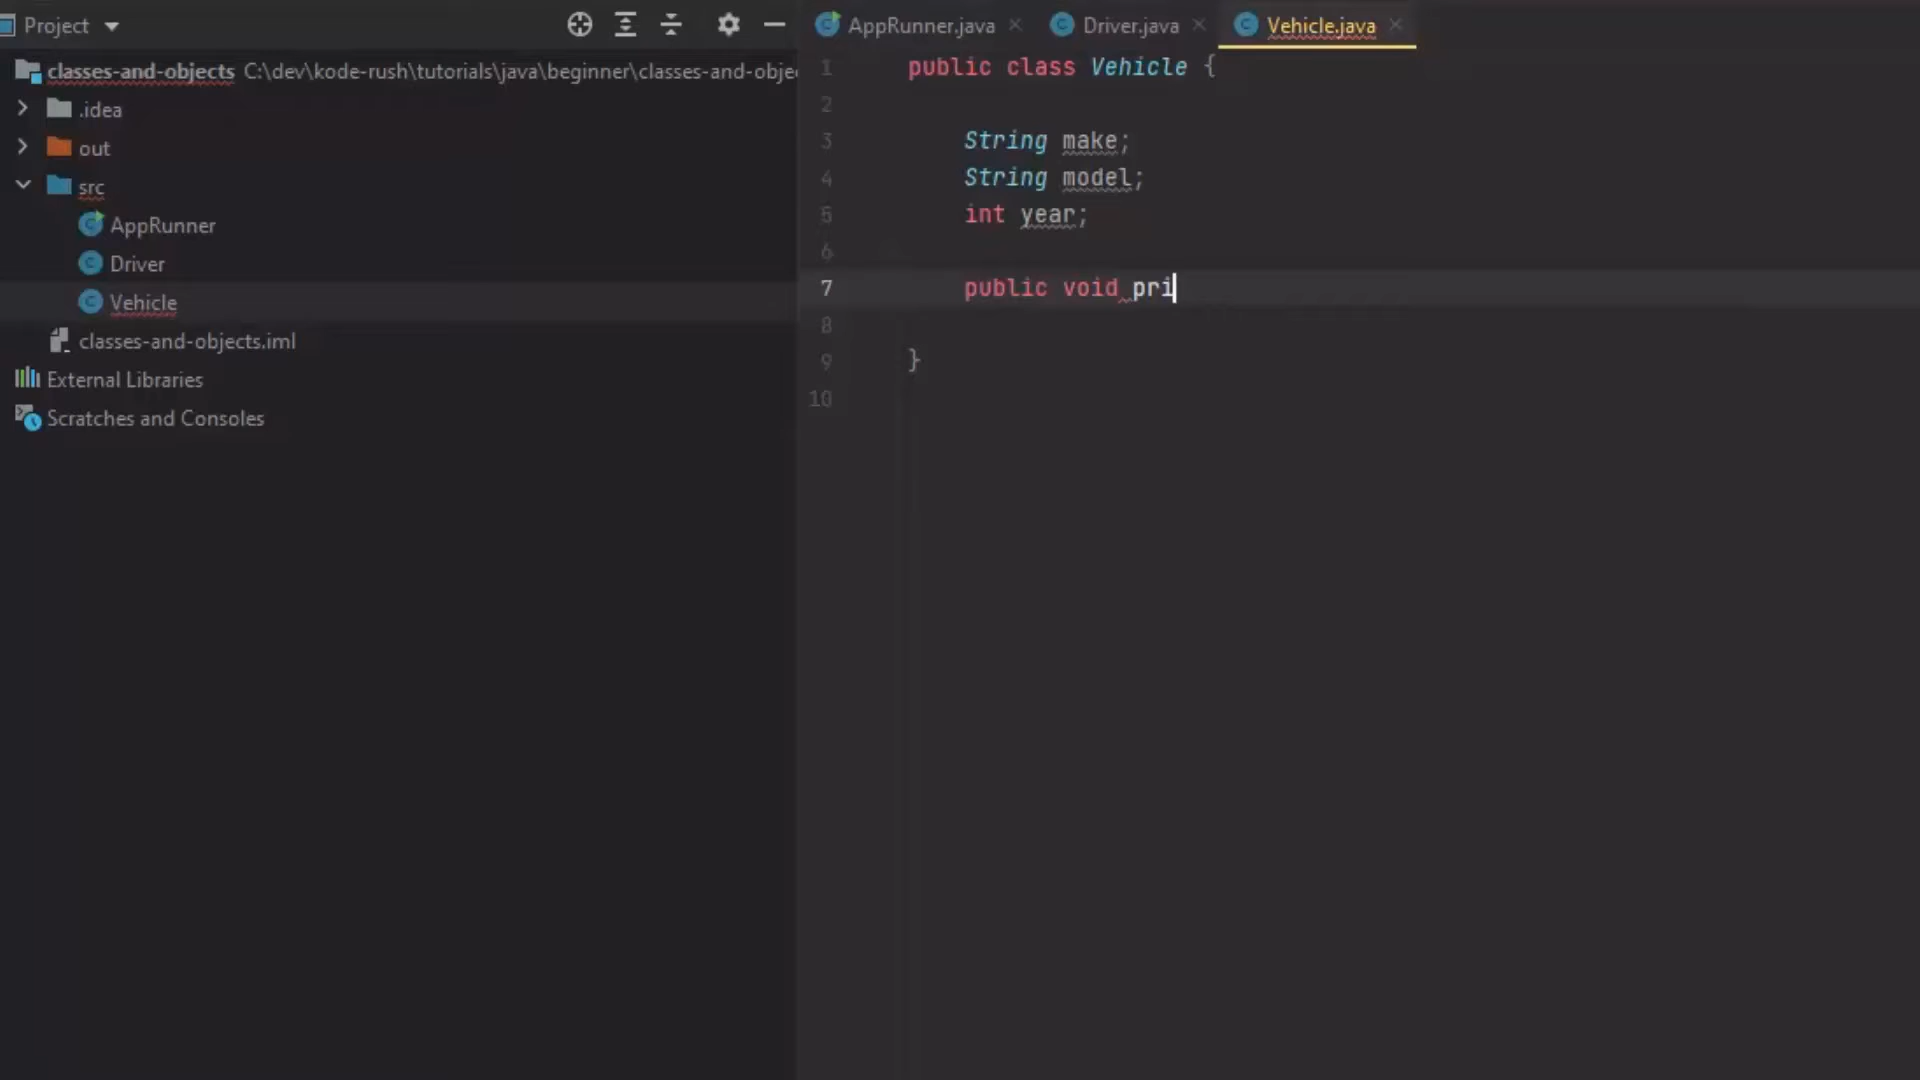 Project
classes-and-objects C:\dev\kode-rush\tutorials\java\beginner\classes-and-obje
.idea
out
src
AppRunner
Driver
Vehicle
classes-and-objects.iml
External Libraries
Scratches and Consoles
AppRunner.java
Driver.java
Vehicle.java
1 public class Vehicle {
2
3 String make;
4 String model;
5 int year;
6
7 public void pri
8
9 }
10